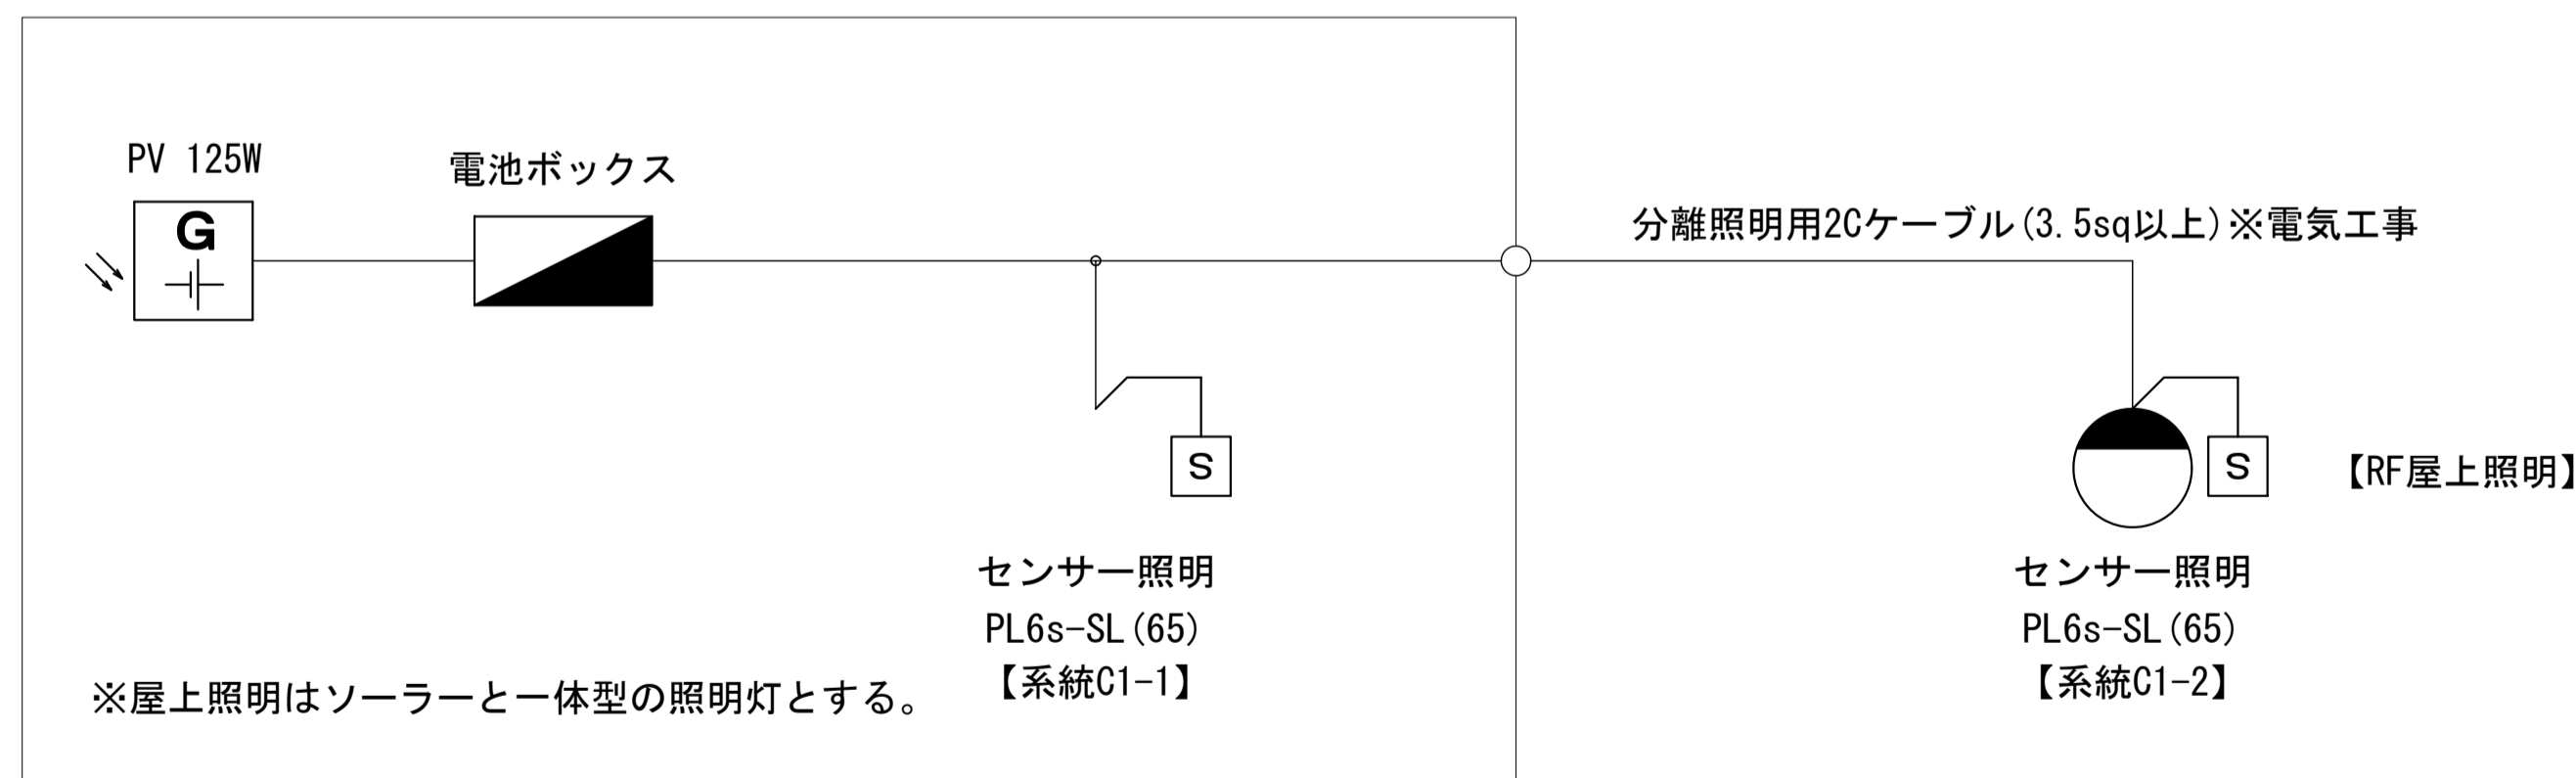 PV 125W
G
電池ボックス
分離照明用2Cケーブル(3.5sq以上)※電気工事
S
センサー照明
PL6s-SL(65)
【系統C1-1】
S
【RF屋上照明】
センサー照明
PL6s-SL(65)
【系統C1-2】
※屋上照明はソーラーと一体型の照明灯とする。